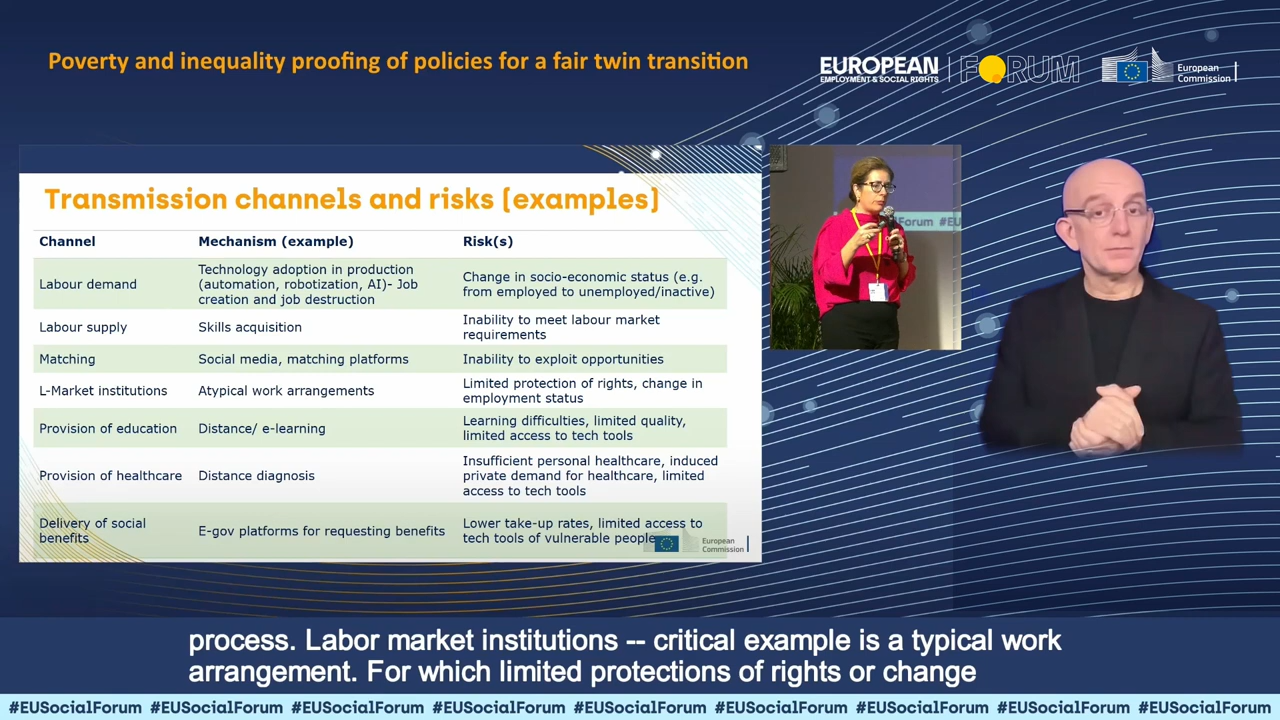 Poverty and inequality proofing of policies for a fair twin transition
EUROPEAN
EMPLOYMENT & SOCIAL RIGHTS
FORUM
European
Commission
Transmission channels and risks (examples)
Channel
Mechanism (example)
Risk(s)
Labour demand
Technology adoption in production
(automation, robotization, AI)- Job
creation and job destruction
Change in socio-economic status (e.g.
from employed to unemployed/inactive)
Labour supply
Skills acquisition
Inability to meet labour market
requirements
Matching
Social media, matching platforms
Inability to exploit opportunities
L-Market institutions
Atypical work arrangements
Limited protection of rights, change in
employment status
Provision of education
Distance/ e-learning
Learning difficulties, limited quality,
limited access to tech tools
Provision of healthcare
Distance diagnosis
Insufficient personal healthcare, induced
private demand for healthcare, limited
access to tech tools
Delivery of social
benefits
E-gov platforms for requesting benefits
Lower take-up rates, limited access to
tech tools of vulnerable people
European
Commission
Forum #EU
process. Labor market institutions -- critical example is a typical work
arrangement. For which limited protections of rights or change
#EUSocialForum #EUSocialForum #EUSocialForum #EUSocialForum #EUSocialForum #EUSocialForum #EUSocialForum #EUSocialForum #EUSocialForum